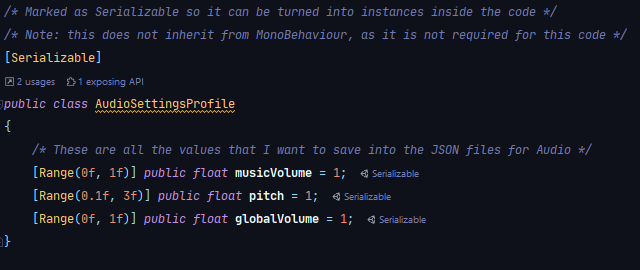 /* Marked as Serializable so it can be turned into instances inside the code */
/* Note: this does not inherit from MonoBehaviour, as it is not required for this code */
[Serializable]
2 usages 1 exposing API
public class AudioSettingsProfile
{
/* These are all the values that I want to save into the JSON files for Audio */
[Range(0f, 1f)] public float musicVolume = 1; Serializable
[Range(0.1f, 3f)] public float pitch = 1; Serializable
[Range(0f, 1f)] public float globalVolume = 1; Serializable
}